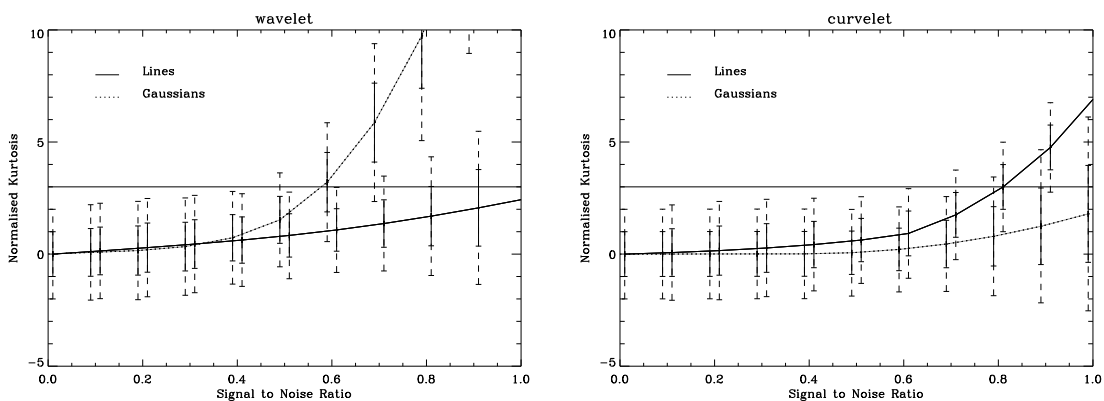 wavelet
10
5
0
-5
Normalised Kurtosis
Lines
Gaussians
0.0 0.2 0.4 0.6 0.8 1.0
Signal to Noise Ratio
curvelet
10
5
0
-5
Normalised Kurtosis
Lines
Gaussians
0.0 0.2 0.4 0.6 0.8 1.0
Signal to Noise Ratio